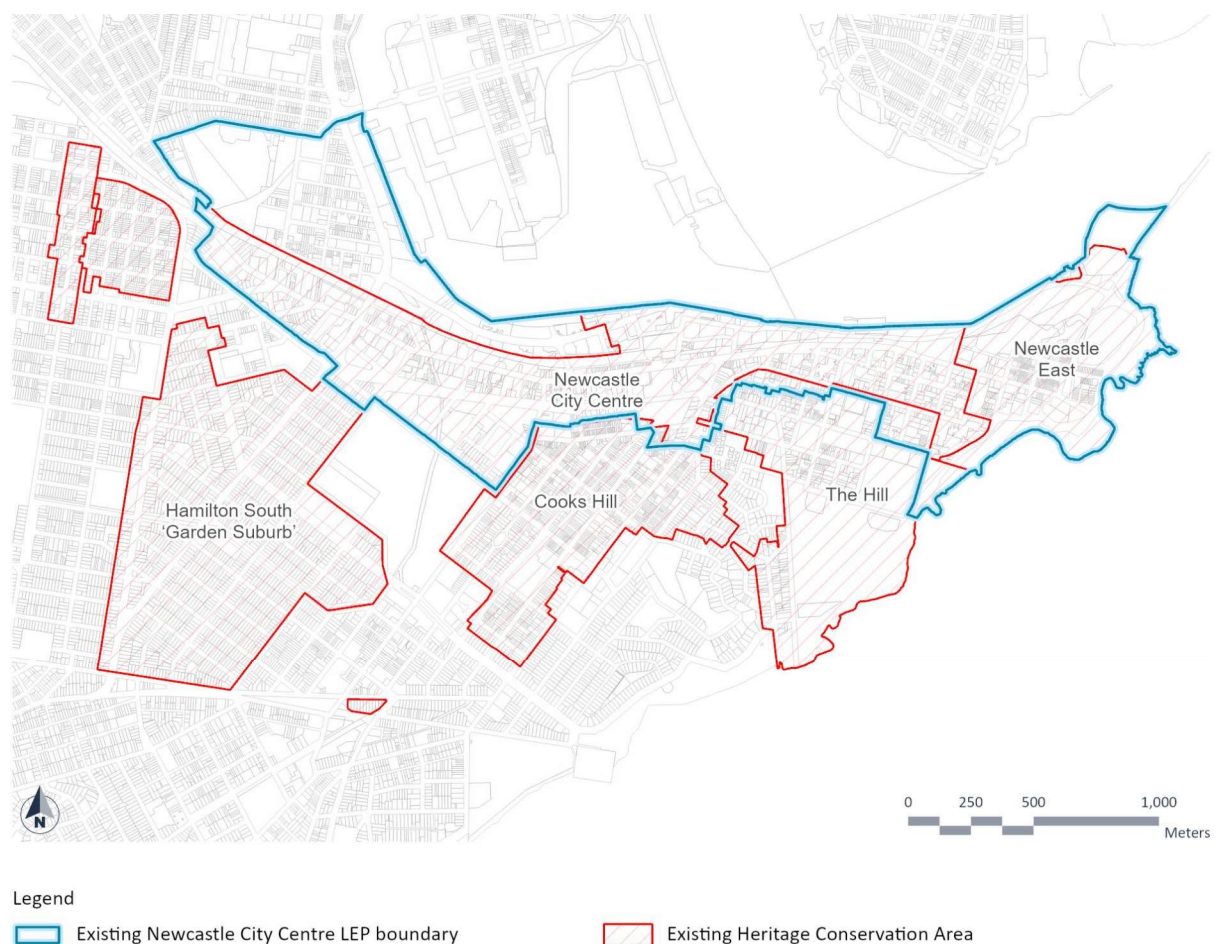 Newcastle
East
Newcastle
City Centre
The Hill
Cooks Hill
Hamilton South
‘Garden Suburb’
N
0 250 500 1,000
Meters
Legend
Existing Newcastle City Centre LEP boundary
Existing Heritage Conservation Area